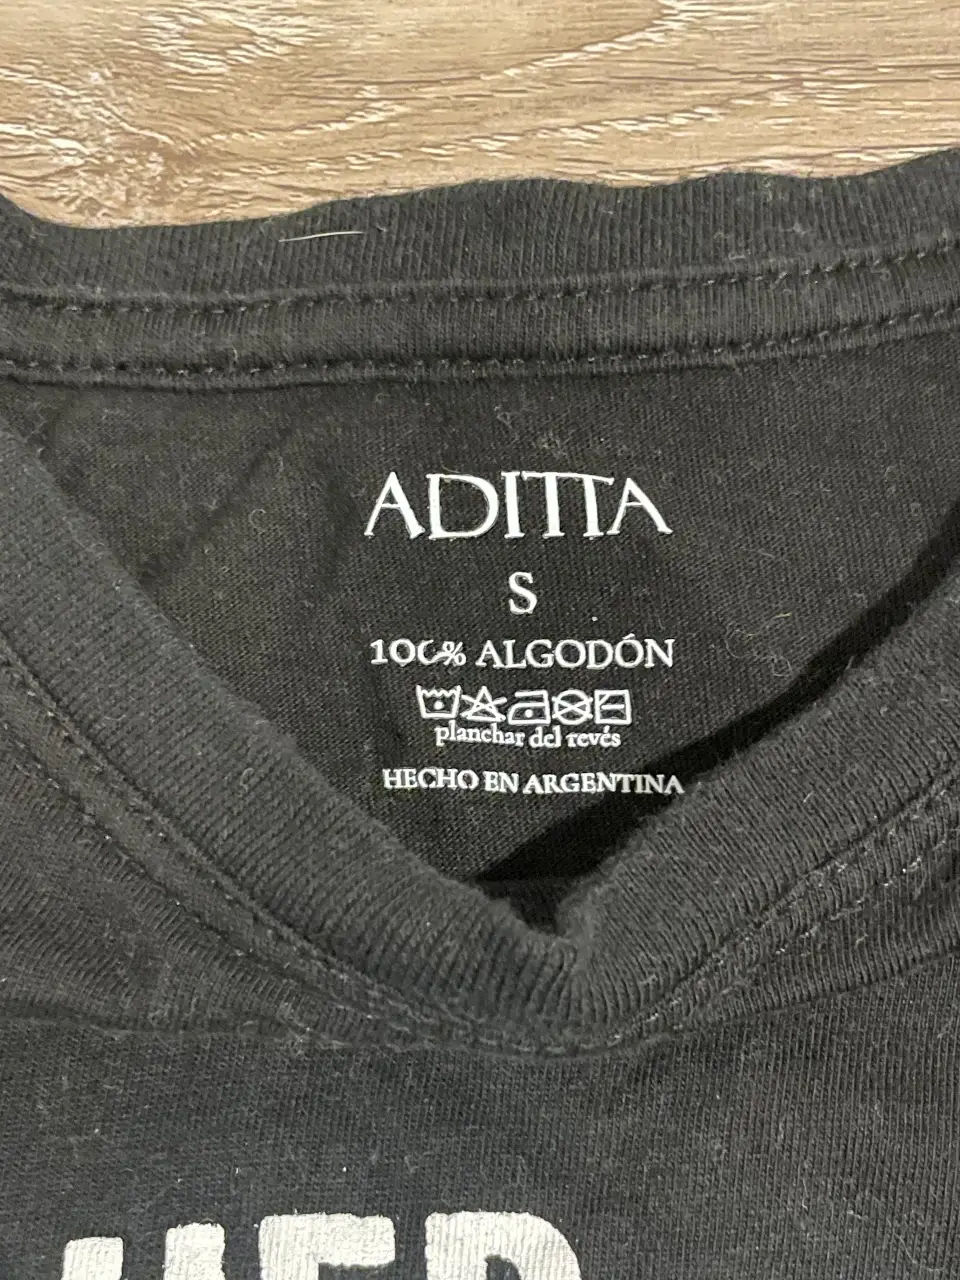 ADITTA
S
100% ALGODÓN
planchar del revés
HECHO EN ARGENTINA